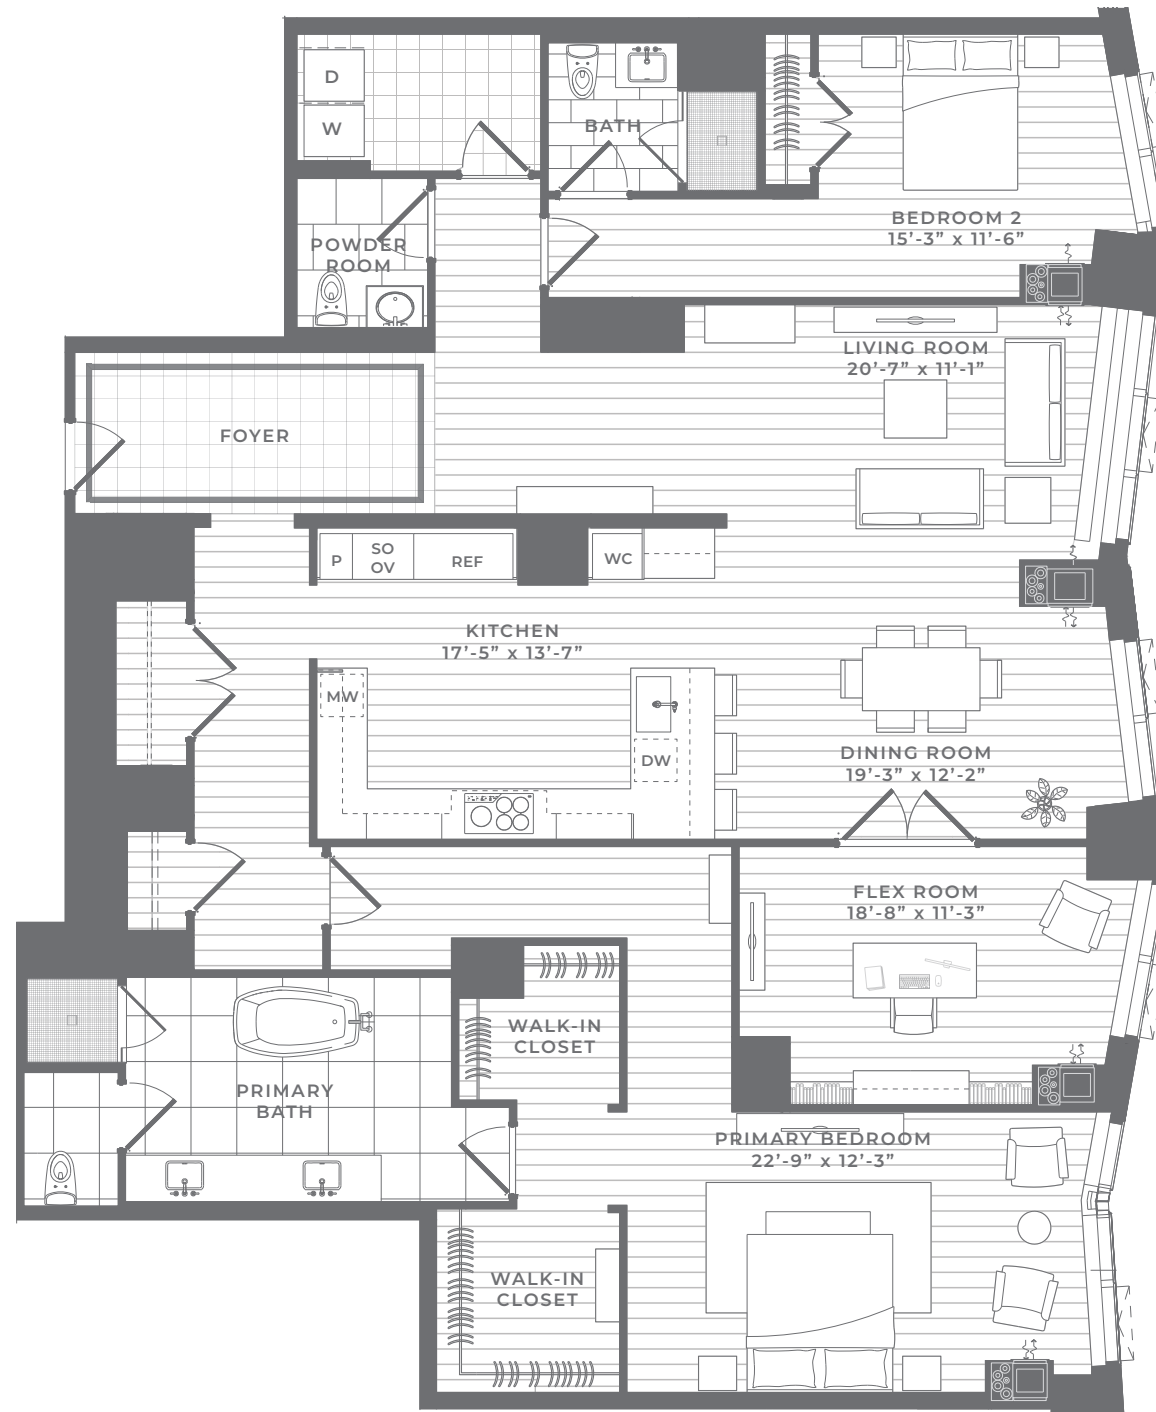 D
W
BATH
BEDROOM 2
15’-3” x 11’-6”
POWDER
ROOM
LIVING ROOM
20’-7” x 11’-1”
FOYER
P
SO
OV
REF
WC
KITCHEN
17’-5” x 13’-7”
MW
DW
DINING ROOM
19’-3” x 12’-2”
FLEX ROOM
18’-8” x 11’-3”
WALK-IN
CLOSET
PRIMARY
BATH
PRIMARY BEDROOM
22’-9” x 12’-3”
WALK-IN
CLOSET